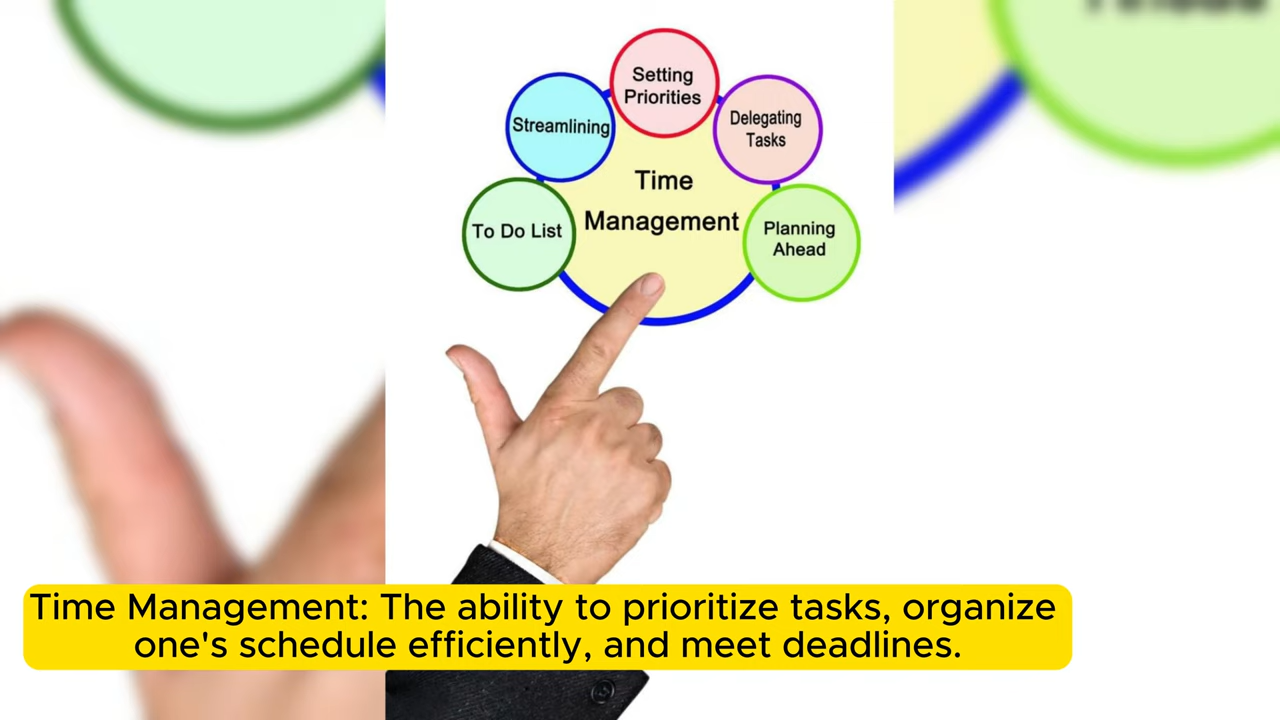 Setting
Priorities
Streamlining
Delegating
Tasks
Time
Management
To Do List
Planning
Ahead
Time Management: The ability to prioritize tasks, organize
one's schedule efficiently, and meet deadlines.